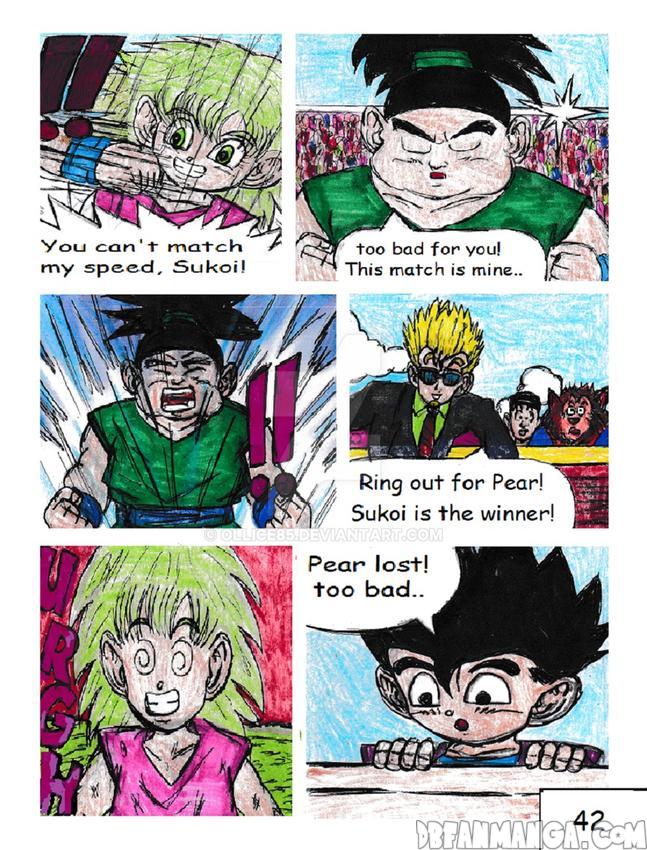 !!
You can't match
my speed, Sukoi!
too bad for you!
This match is mine..
!!
Ring out for Pear!
Sukoi is the winner!
© OLLICE85.DEVIANTART.COM
URGH
Pear lost!
too bad..
42
DBFANMANGA.COM